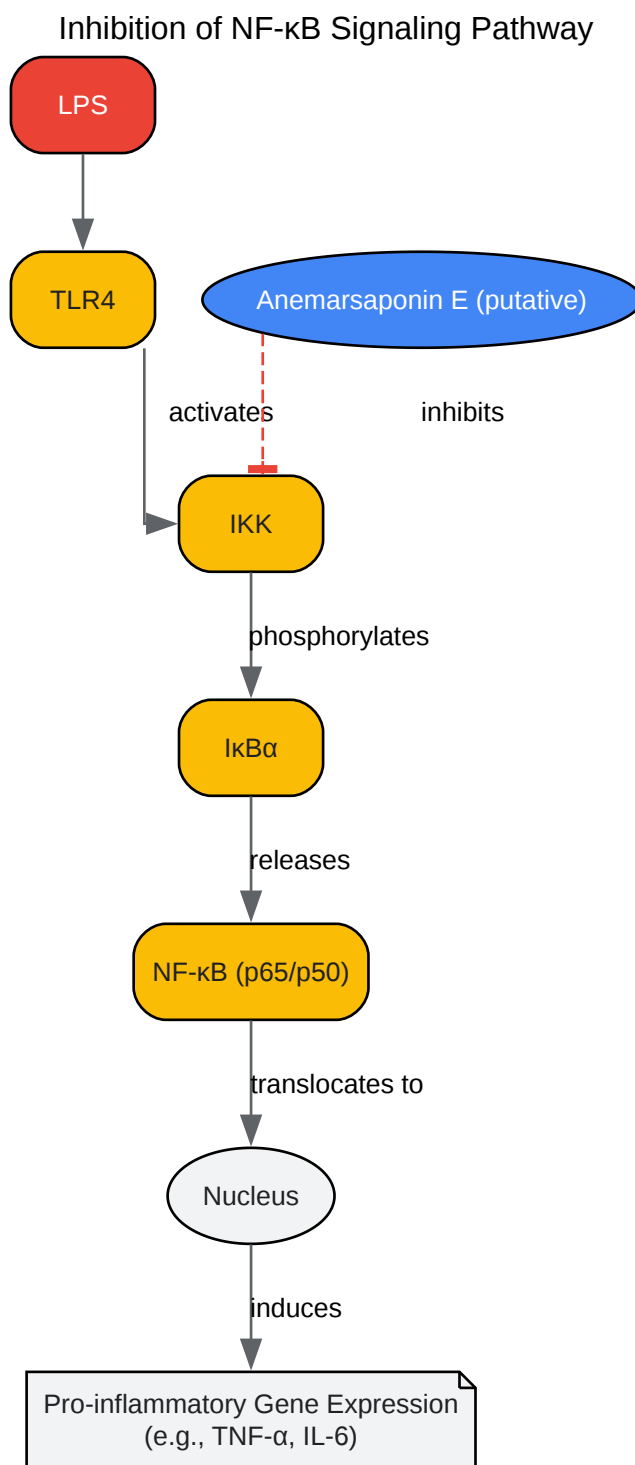 Inhibition of NF-κB Signaling Pathway
LPS
TLR4
Anemarsaponin E (putative)
activates
inhibits
IKK
phosphorylates
IκBα
releases
NF-κB (p65/p50)
translocates to
Nucleus
induces
Pro-inflammatory Gene Expression
(e.g., TNF-α, IL-6)